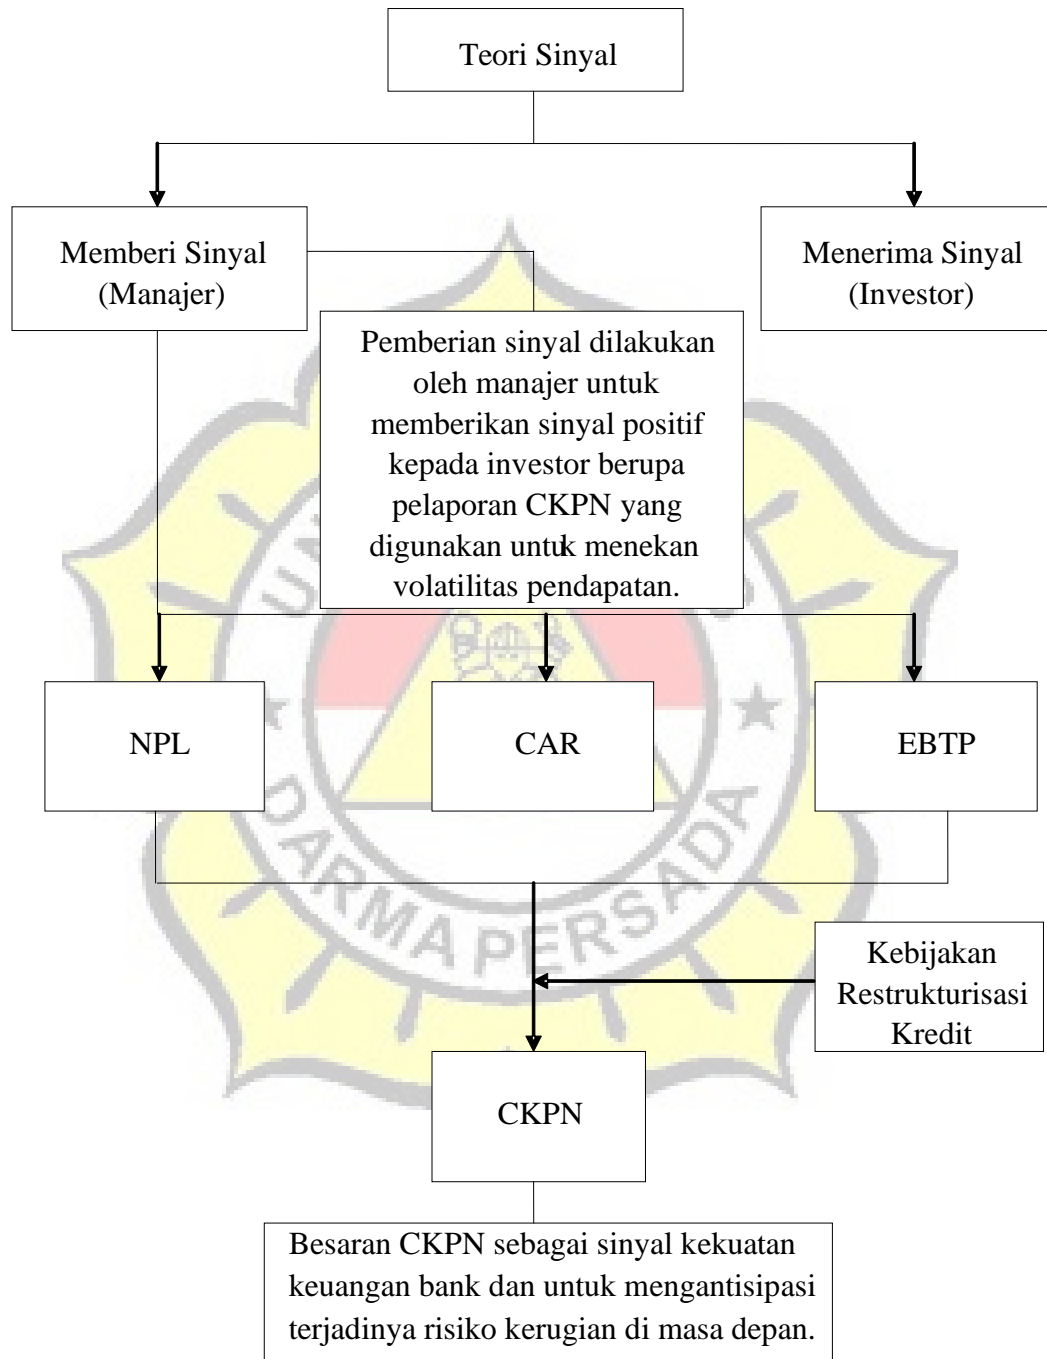 Teori Sinyal
Memberi Sinyal
(Manajer)
Menerima Sinyal
(Investor)
Pemberian sinyal dilakukan
oleh manajer untuk
memberikan sinyal positif
kepada investor berupa
pelaporan CKPN yang
digunakan untuk menekan
volatilitas pendapatan.
NPL
CAR
EBTP
DARMA PERSADA
Kebijakan
Restrukturisasi
Kredit
CKPN
Besaran CKPN sebagai sinyal kekuatan
keuangan bank dan untuk mengantisipasi
terjadinya risiko kerugian di masa depan.